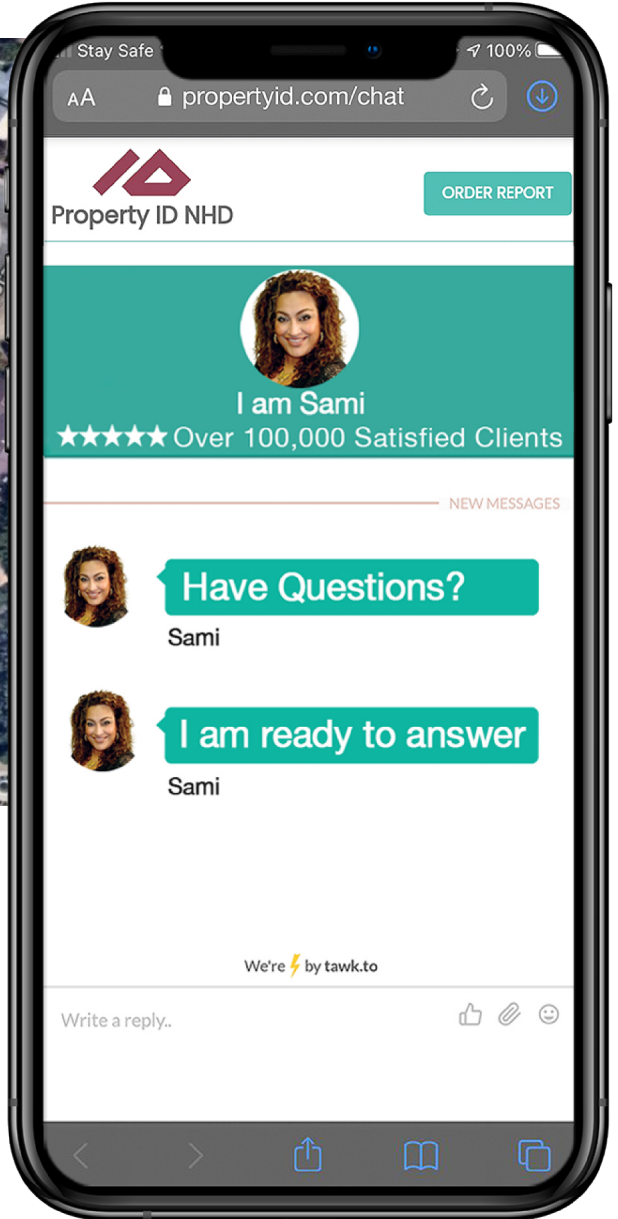 Stay Safe
100%
AA
propertyid.com/chat
Property ID NHD
ORDER REPORT
I am Sami
★★★★★ Over 100,000 Satisfied Clients
NEW MESSAGES
Have Questions?
Sami
I am ready to answer
Sami
We're⚡by tawk.to
Write a reply..